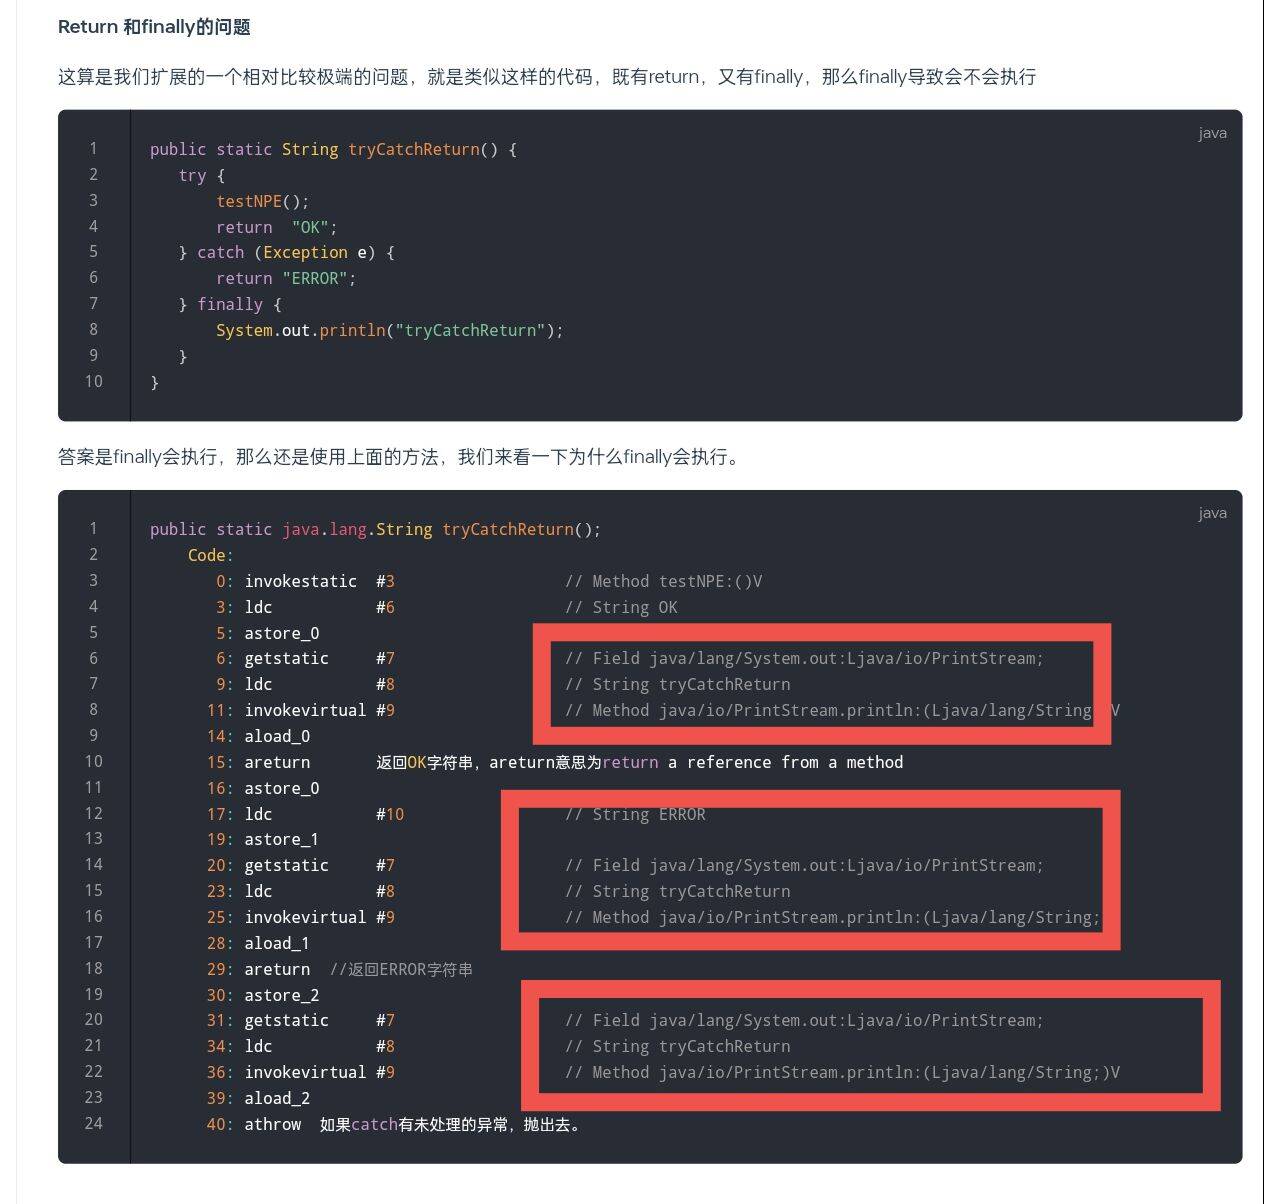 Return 和finally的问题
这算是我们扩展的一个相对比较极端的问题，就是类似这样的代码，既有return，又有finally，那么finally导致会不会执行
java
1 public static String tryCatchReturn() {
2    try {
3        testNPE();
4        return  "OK";
5    } catch (Exception e) {
6        return "ERROR";
7    } finally {
8        System.out.println("tryCatchReturn");
9    }
10 }
答案是finally会执行，那么还是使用上面的方法，我们来看一下为什么finally会执行。
java
1 public static java.lang.String tryCatchReturn();
2     Code:
3        0: invokestatic  #3                  // Method testNPE:()V
4        3: ldc           #6                  // String OK
5        5: astore_0
6        6: getstatic     #7                  // Field java/lang/System.out:Ljava/io/PrintStream;
7        9: ldc           #8                  // String tryCatchReturn
8       11: invokevirtual #9                  // Method java/io/PrintStream.println:(Ljava/lang/String V
9       14: aload_0
10       15: areturn       返回OK字符串，areturn意思为return a reference from a method
11       16: astore_0
12       17: ldc           #10                 // String ERROR
13       19: astore_1
14       20: getstatic     #7                  // Field java/lang/System.out:Ljava/io/PrintStream;
15       23: ldc           #8                  // String tryCatchReturn
16       25: invokevirtual #9                  // Method java/io/PrintStream.println:(Ljava/lang/String;
17       28: aload_1
18       29: areturn  //返回ERROR字符串
19       30: astore_2
20       31: getstatic     #7                  // Field java/lang/System.out:Ljava/io/PrintStream;
21       34: ldc           #8                  // String tryCatchReturn
22       36: invokevirtual #9                  // Method java/io/PrintStream.println:(Ljava/lang/String;)V
23       39: aload_2
24       40: athrow  如果catch有未处理的异常，抛出去。